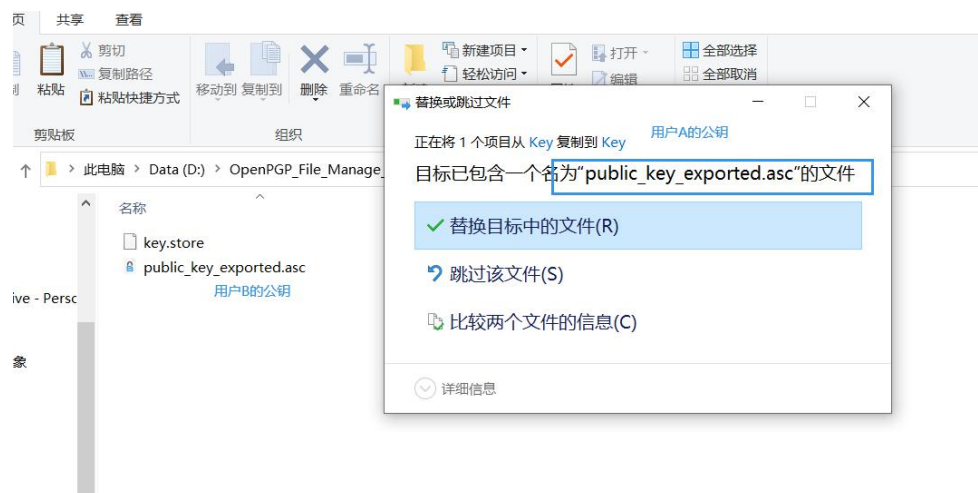 页 共享 查看
剪切
复制路径
粘贴快捷方式
粘贴
剪贴板
移动到 复制到 删除 重命名
组织
新建项目
轻松访问
打开
编辑
全部选择
全部取消
此电脑 > Data (D:) > OpenPGP_File_Manage_
名称
key.store
public_key_exported.asc
用户B的公钥
ive - Persc
象
替换或跳过文件
正在将 1 个项目从 Key 复制到 Key
用户A的公钥
目标已包含一个名为"public_key_exported.asc"的文件
替换目标中的文件(R)
跳过该文件(S)
比较两个文件的信息(C)
详细信息